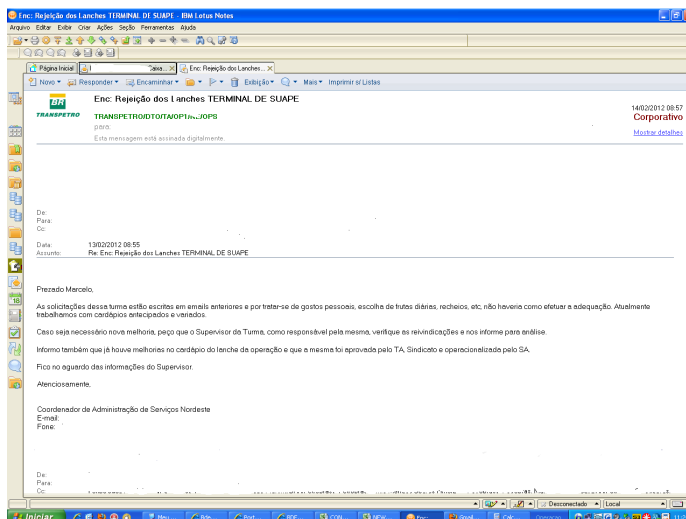 Enc: Rejeição dos Lanches TERMINAL DE SUAPE - IBM Lotus Notes
Arquivo Editar Exibir Criar Ações Seção Ferramentas Ajuda
Página Inicial
Enc: Rejeição dos Lanches...
Novo Responder Encaminhar Exibição Mais Imprimir s/ Listas
BR
TRANSPETRO
Enc: Rejeição dos Lanches TERMINAL DE SUAPE
14/02/2012 08:57
TRANSPETRO/DTO/TA/OP1/
/OPS
Corporativo
para:
Esta mensagem está assinada digitalmente.
Mostrar detalhes
De:
Para:
Cc:
Data: 13/02/2012 08:55
Assunto: Re: Enc: Rejeição dos Lanches TERMINAL DE SUAPE
Prezado Marcelo,
As solicitações dessa turma estão escritas em emails anteriores e por tratar-se de gostos pessoais, escolha de frutas diárias, recheios, etc, não haveria como efetuar a adequação. Atualmente
trabalhamos com cardápios antecipados e variados.
Caso seja necessário nova melhoria, peço que o Supervisor da Turma, como responsável pela mesma, verifique as reivindicações e nos informe para análise.
Informo também que já houve melhorias no cardápio do lanche da operação e que a mesma foi aprovada pelo TA, Sindicato e operacionalizada pelo SA.
Fico no aguardo das informações do Supervisor.
Atenciosamente,
Coordenador de Administração de Serviços Nordeste
E-mail:
Fone:
De:
Para:
Cc:
Desconectado Local
Iniciar